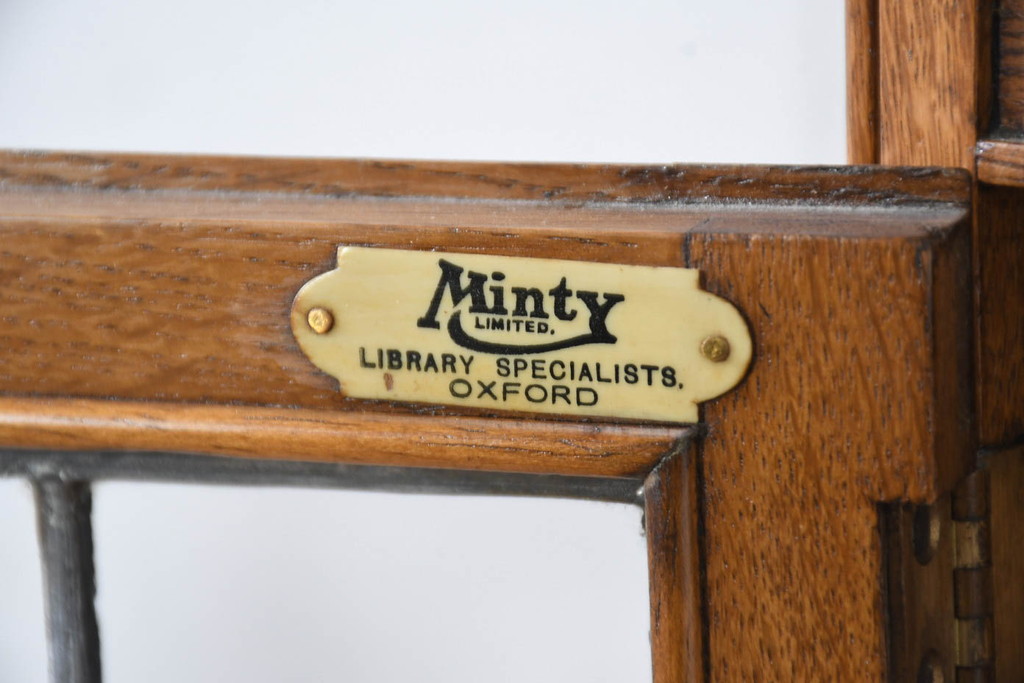 Minty
LIMITED.
LIBRARY SPECIALISTS.
OXFORD